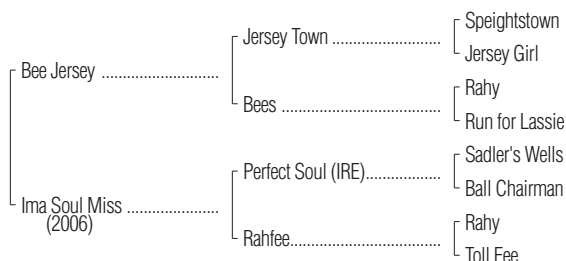 Speightstown
Jersey Town ..........................
Jersey Girl
Bee Jersey ............................
Rahy
Bees ......................................
Run for Lassie
Sadler's Wells
Perfect Soul (IRE)..................
Ball Chairman
Ima Soul Miss ......................
(2006)
Rahy
Rahfee....................................
Toll Fee